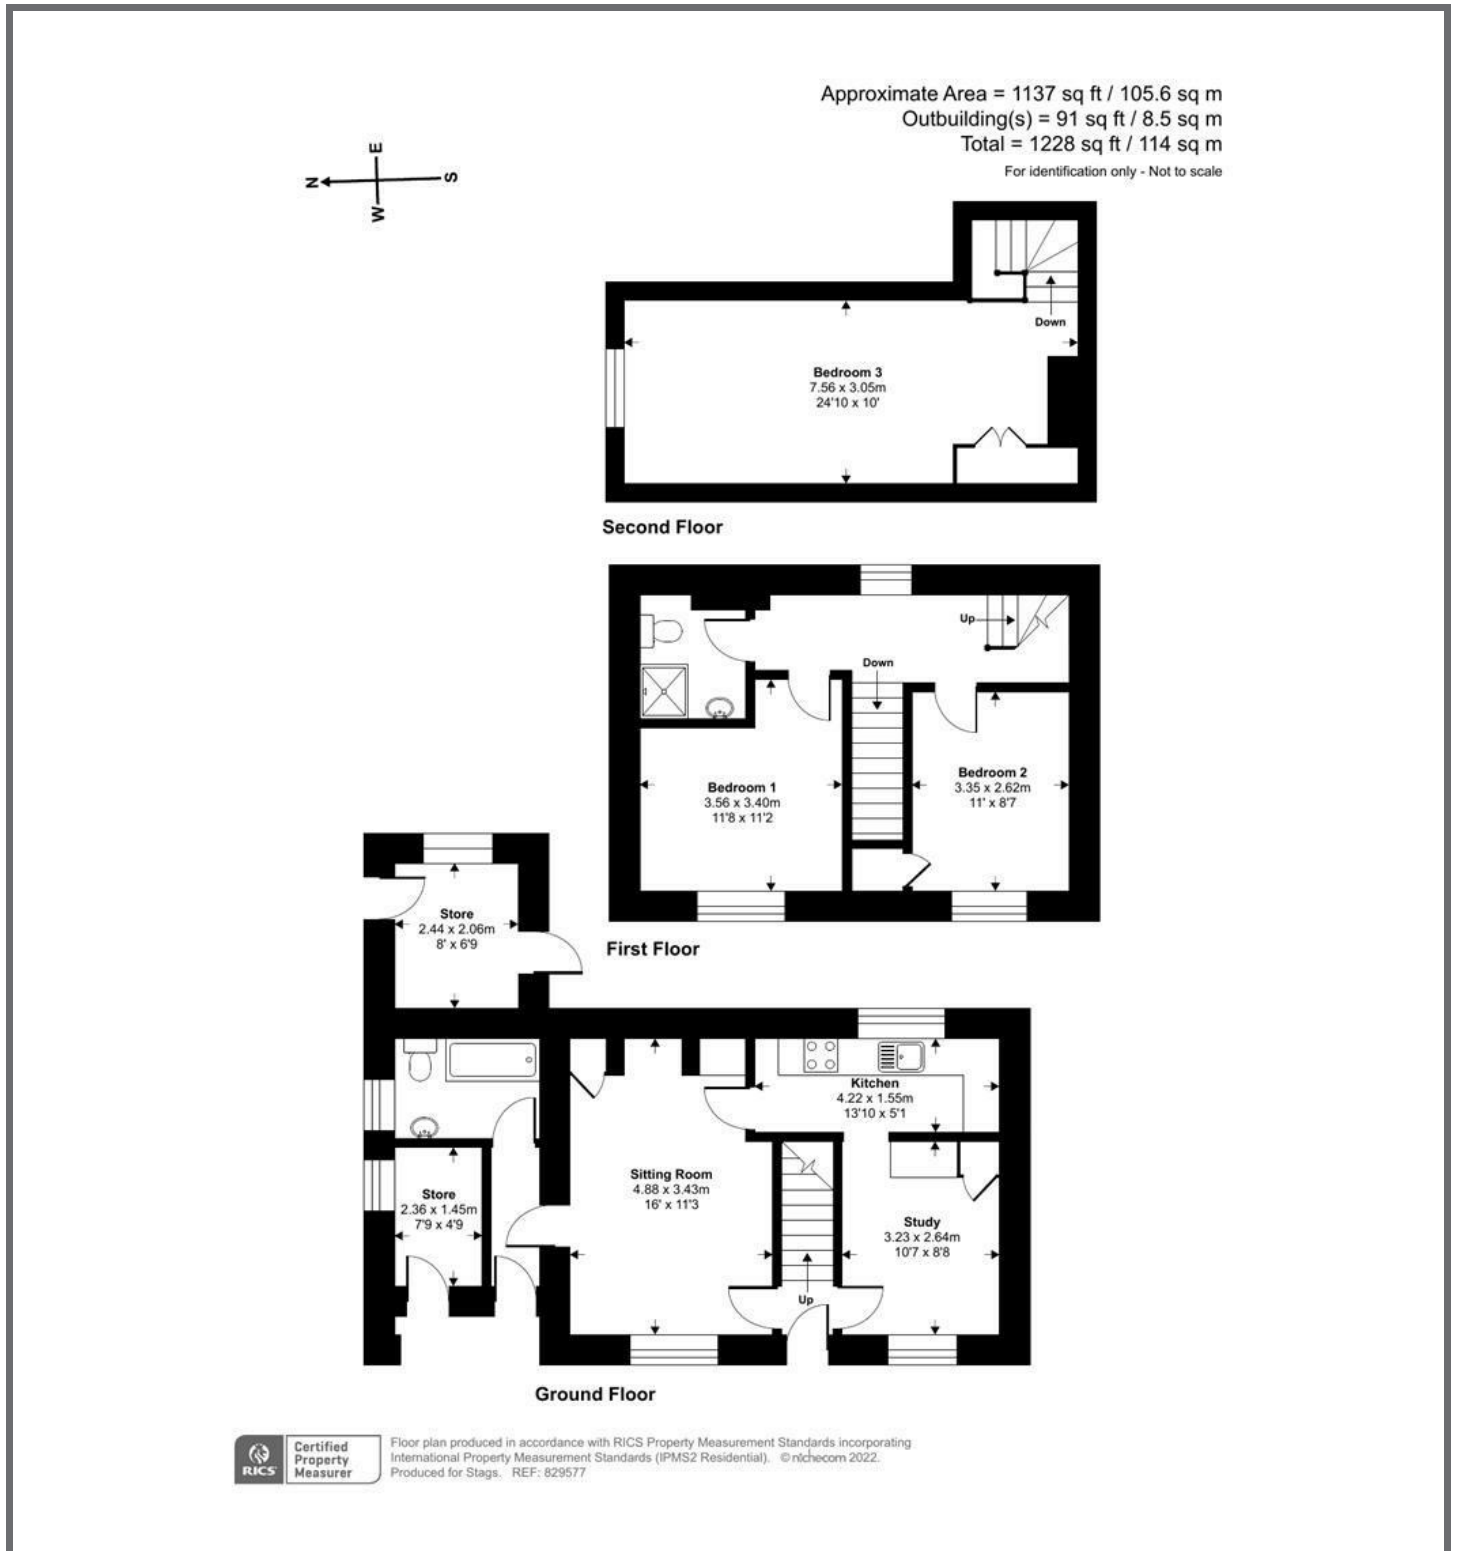 Approximate Area = 1137 sq ft / 105.6 sq m
Outbuilding(s) = 91 sq ft / 8.5 sq m
Total = 1228 sq ft / 114 sq m
For identification only - Not to scale
E
N
S
W
Down
Bedroom 3
7.56 x 3.05m
24'10 x 10'
Second Floor
Up
Down
Bedroom 1
3.56 x 3.40m
11'8 x 11'2
Bedroom 2
3.35 x 2.62m
11' x 8'7
First Floor
Store
2.44 x 2.06m
8' x 6'9
Kitchen
4.22 x 1.55m
13'10 x 5'1
Sitting Room
4.88 x 3.43m
16' x 11'3
Store
2.36 x 1.45m
7'9 x 4'9
Study
3.23 x 2.64m
10'7 x 8'8
Up
Ground Floor
RICS
Certified
Property
Measurer
Floor plan produced in accordance with RICS Property Measurement Standards incorporating
International Property Measurement Standards (IPMS2 Residential). © nichecom 2022.
Produced for Stags. REF: 829577